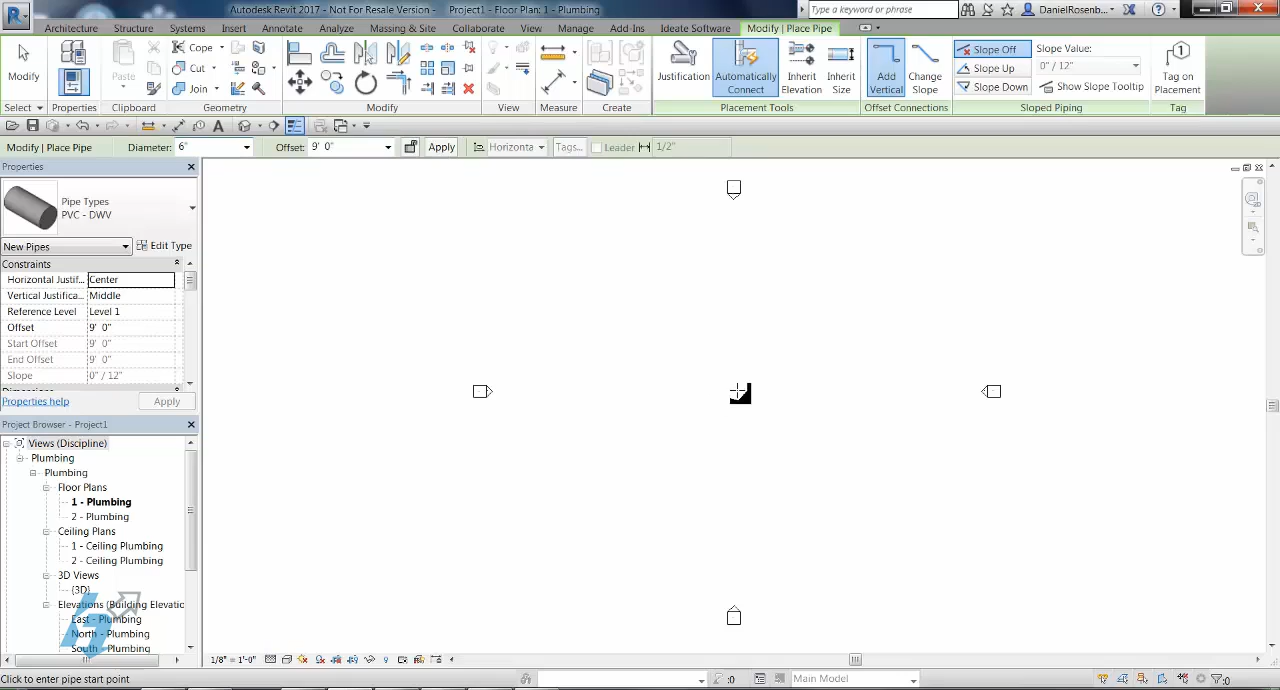 Autodesk Revit 2017 - Not For Resale Version - Project1 - Floor Plan: 1 - Plumbing
Type a keyword or phrase
DanielRosenb...
Architecture Structure Systems Insert Annotate Analyze Massing & Site Collaborate View Manage Add-Ins Ideate Software Modify | Place Pipe
Modify
Paste
Cope
Cut
Join
Justification
Automatically Connect
Inherit Elevation
Inherit Size
Add Vertical
Change Slope
Slope Off
Slope Up
Slope Down
Slope Value:
0" / 12"
Show Slope Tooltip
Tag on Placement
Select Properties Clipboard Geometry Modify View Measure Create Placement Tools Offset Connections Sloped Piping Tag
Modify | Place Pipe Diameter: 6" Offset: 9' 0" Apply Horizonta Tags... Leader 1/2"
Properties
Pipe Types
PVC - DWV
New Pipes Edit Type
Constraints
Horizontal Justif... Center
Vertical Justifica... Middle
Reference Level Level 1
Offset 9' 0"
Start Offset 9' 0"
End Offset 9' 0"
Slope 0" / 12"
Properties help Apply
Project Browser - Project1
Views (Discipline)
Plumbing
Plumbing
Floor Plans
1 - Plumbing
2 - Plumbing
Ceiling Plans
1 - Ceiling Plumbing
2 - Ceiling Plumbing
3D Views
{3D}
Elevations (Building Elevatic
East - Plumbing
North - Plumbing
South - Plumbing
1/8" = 1'-0"
Click to enter pipe start point
:0
Main Model
:0